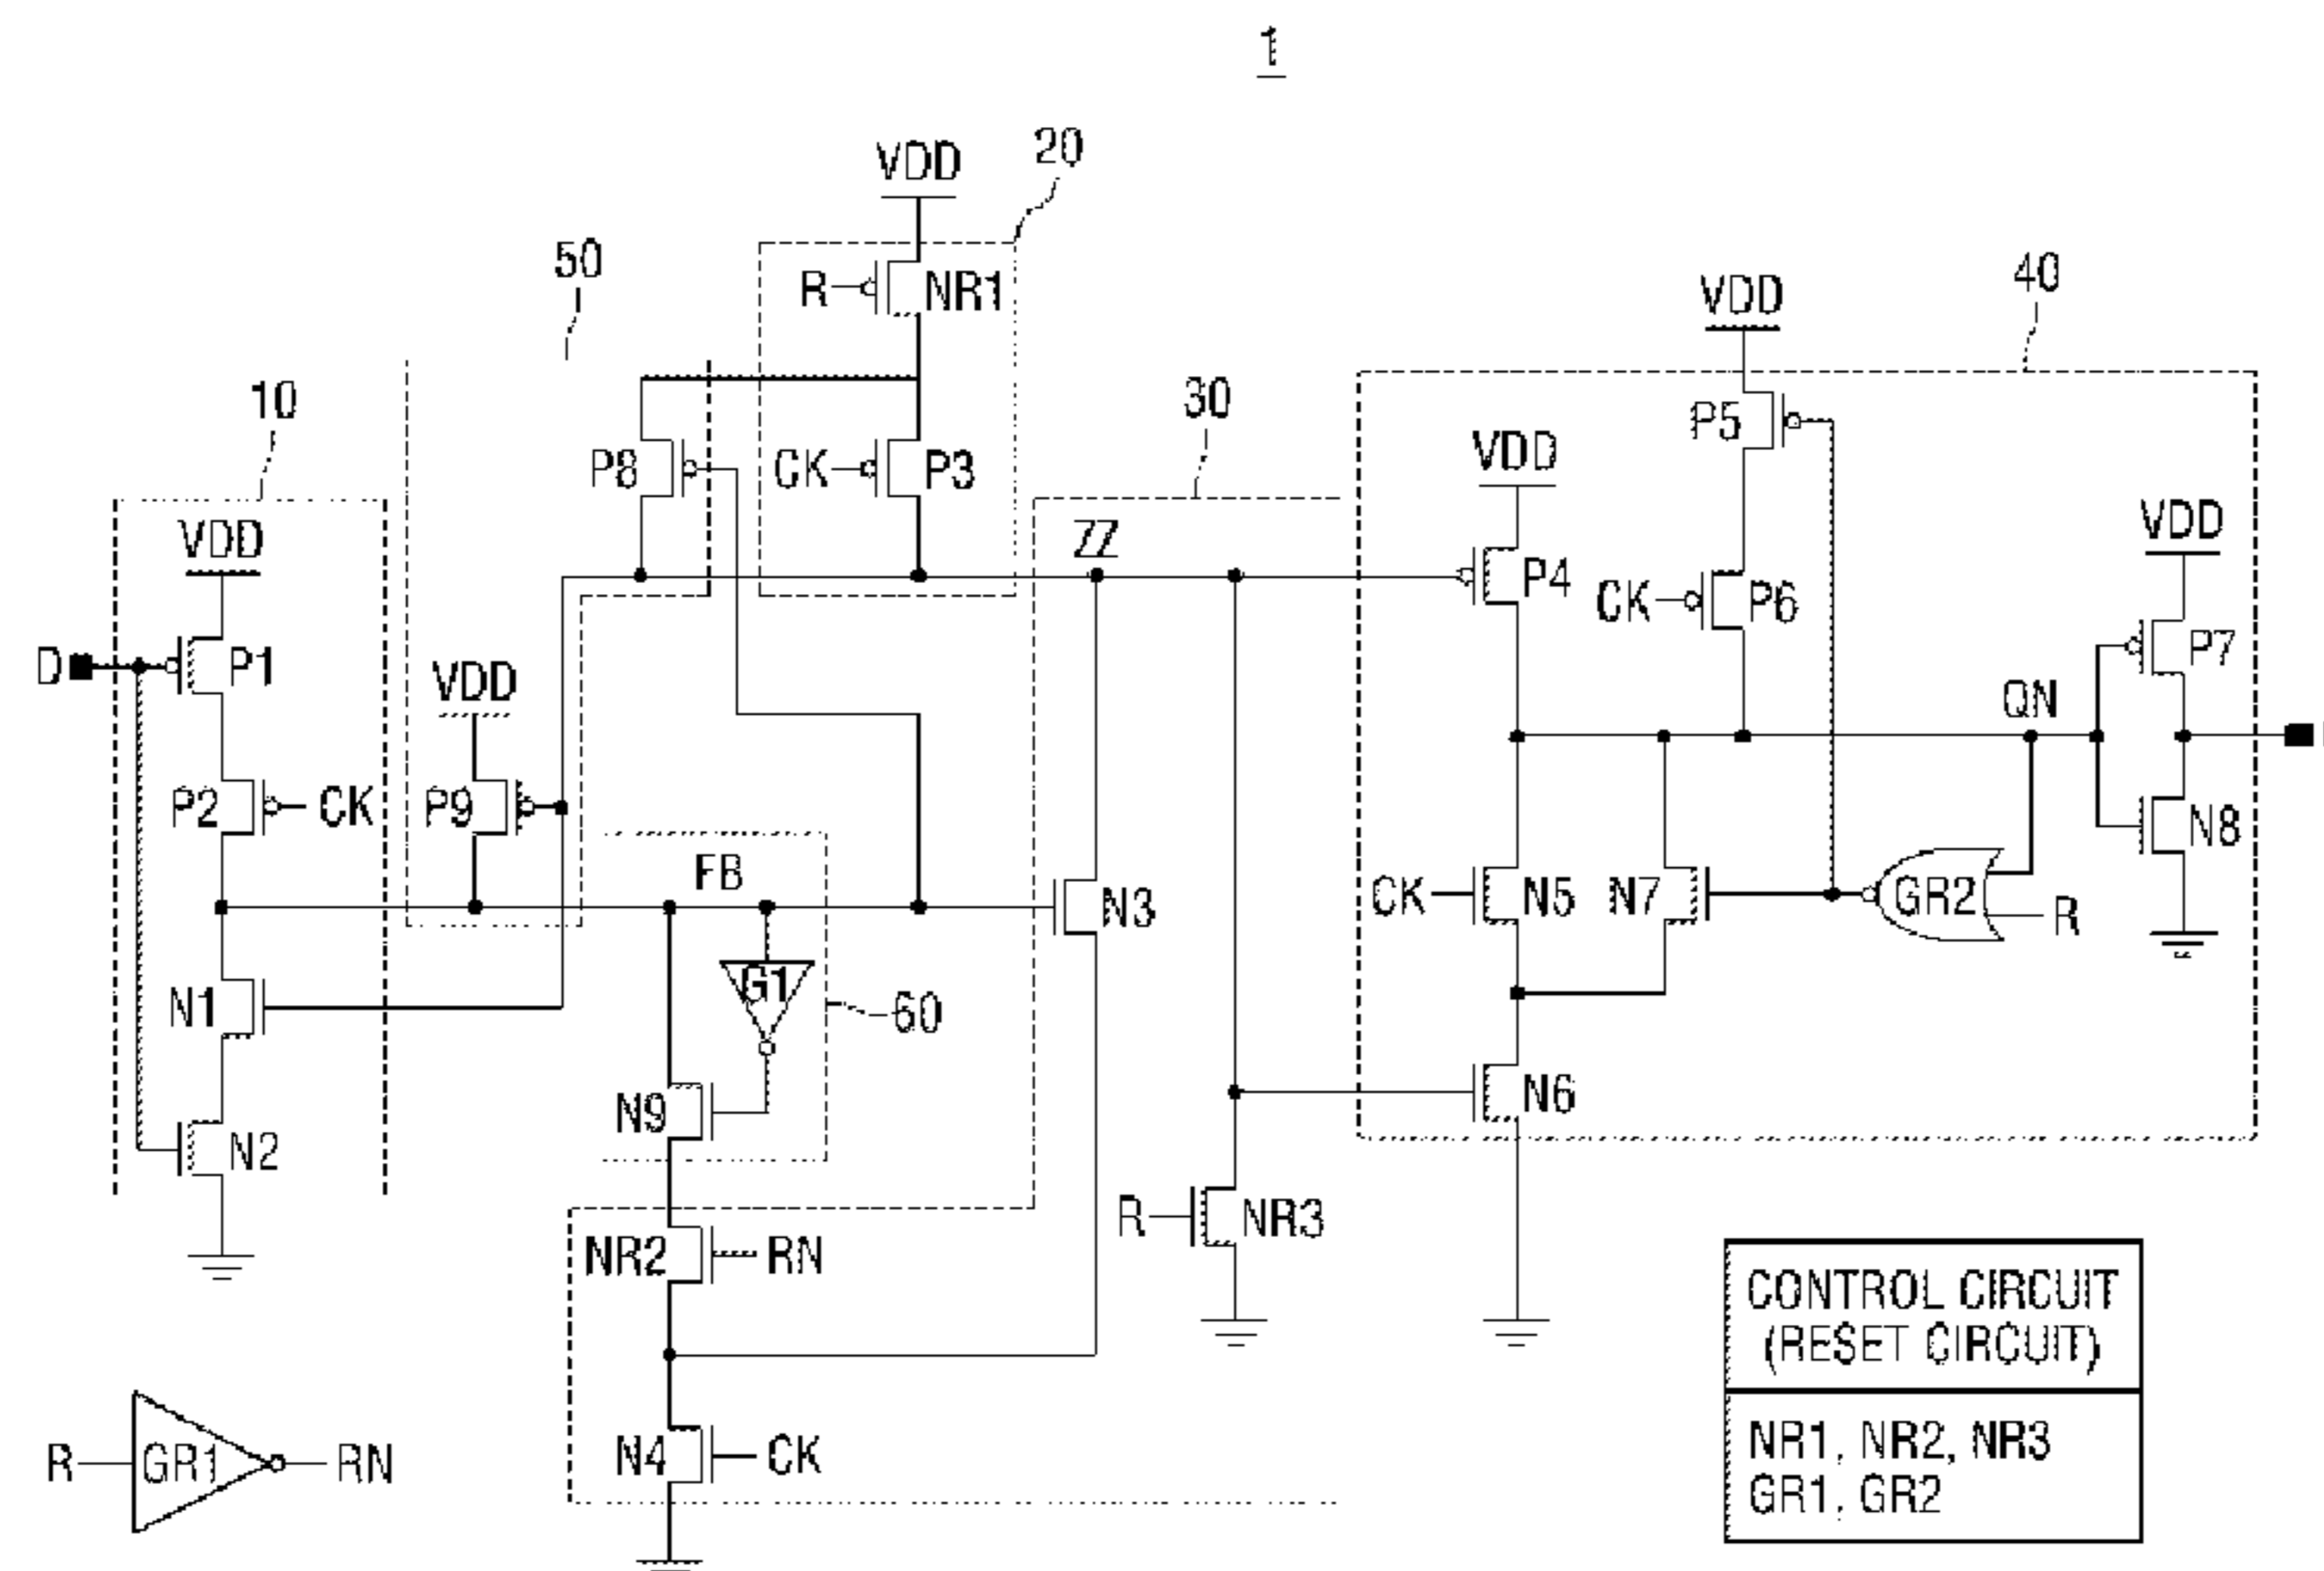 1
20
VDD
50
R
NR1
40
VDD
10
30
P5
VDD
P8
CK
P3
VDD
ZZ
VDD
P4
CK
P6
D
P1
P7
VDD
QN
P2
CK
P9
N8
FB
CK
N5
N7
GR2
R
N3
N1
G1
60
N9
N6
N2
R
NR3
NR2
RN
CONTROL CIRCUIT
(RESET CIRCUIT)
R
GR1
RN
N4
CK
NR1, NR2, NR3
GR1, GR2